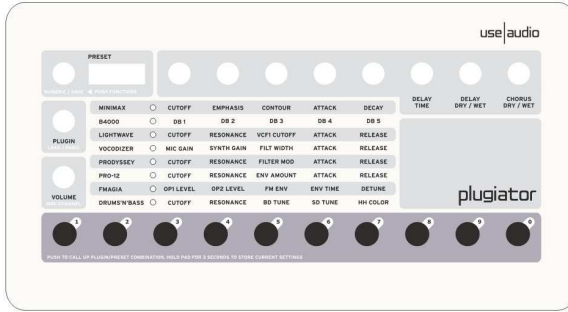 use|audio
PRESET
NUMERIC / SAVE ◄ PUSH FUNCTIONS
DELAY TIME
DELAY DRY / WET
CHORUS DRY / WET
MINIMAX CUTOFF EMPHASIS CONTOUR ATTACK DECAY
B4000 DB 1 DB 2 DB 3 DB 4 DB 5
PLUGIN
LIGHTWAVE CUTOFF RESONANCE VCF1 CUTOFF ATTACK RELEASE
VOCODIZER MIC GAIN SYNTH GAIN FILT WIDTH ATTACK RELEASE
PRODYSSEY CUTOFF RESONANCE FILTER MOD ATTACK RELEASE
PRO-12 CUTOFF RESONANCE ENV AMOUNT ATTACK RELEASE
VOLUME
FMAGIA OP1 LEVEL OP2 LEVEL FM ENV ENV TIME DETUNE
DRUMS'N'BASS CUTOFF RESONANCE BD TUNE SD TUNE HH COLOR
plugiator
1 2 3 4 5 6 7 8 9 0
PUSH TO CALL UP PLUGIN/PRESET COMBINATION, HOLD PAD FOR 3 SECONDS TO STORE CURRENT SETTINGS